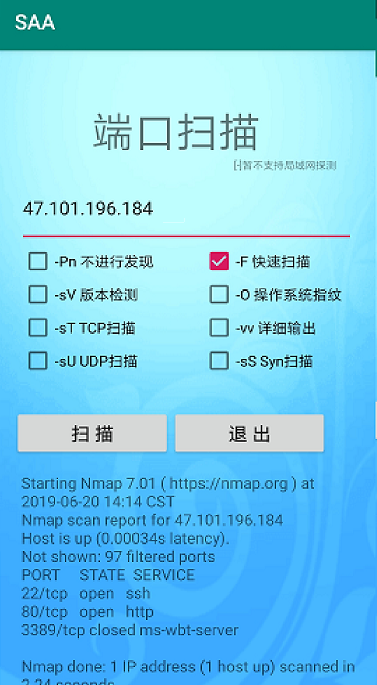 SAA
端口扫描
[-]暂不支持局域网探测
47.101.196.184
-Pn 不进行发现
-F 快速扫描
-sV 版本检测
-O 操作系统指纹
-sT TCP扫描
-vv 详细输出
-sU UDP扫描
-sS Syn扫描
扫 描
退 出
Starting Nmap 7.01 ( https://nmap.org ) at
2019-06-20 14:14 CST
Nmap scan report for 47.101.196.184
Host is up (0.00034s latency).
Not shown: 97 filtered ports
PORT STATE SERVICE
22/tcp open ssh
80/tcp open http
3389/tcp closed ms-wbt-server
Nmap done: 1 IP address (1 host up) scanned in
2.24 seconds